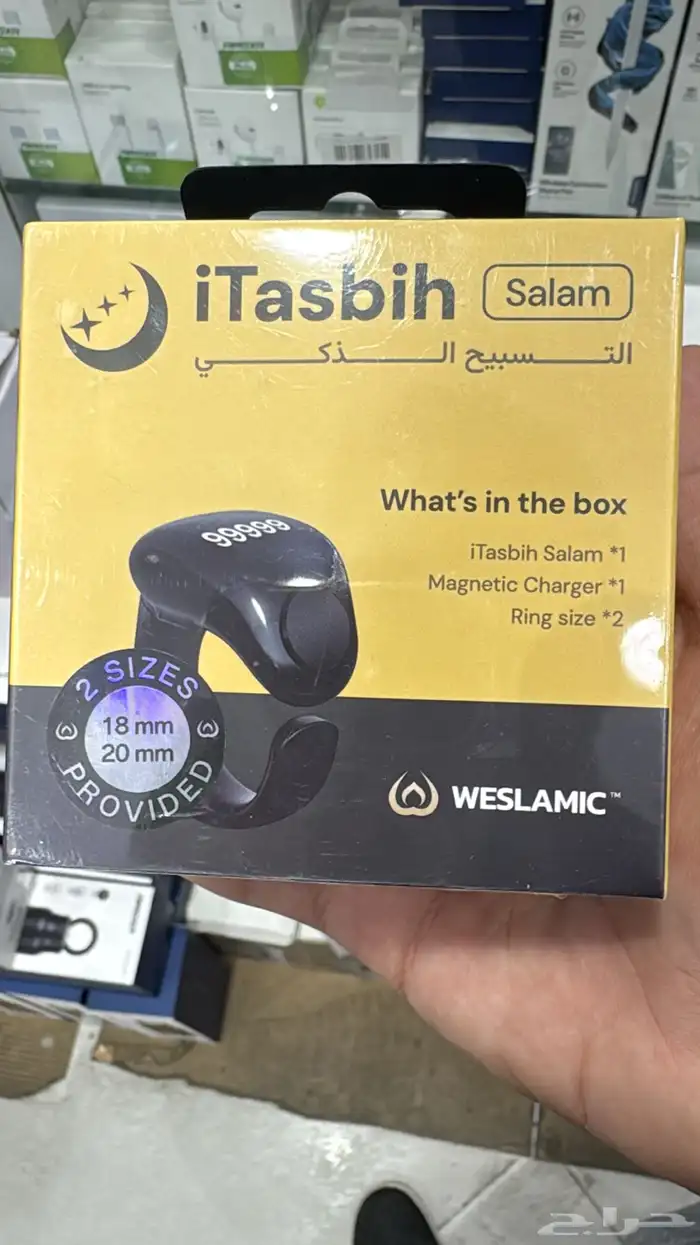 iTasbih Salam
التسبيح الذكي
What's in the box
iTasbih Salam *1
Magnetic Charger *1
Ring size *2
99999
2 SIZES
18 mm
20 mm
PROVIDED
WESLAMIC™
حراج